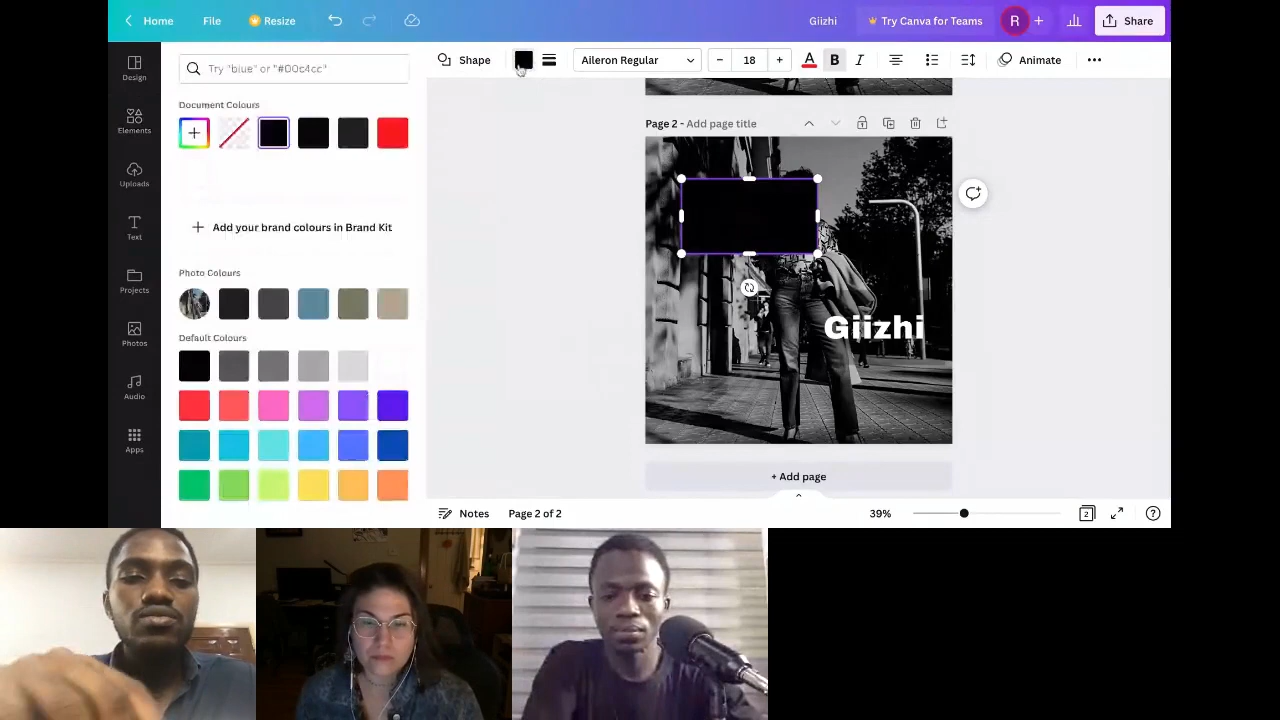 Home File Resize Giizhi Try Canva for Teams R + Share
Design
Elements
Uploads
Text
Projects
Photos
Audio
Apps
Try "blue" or "#00c4cc"
Document Colours
+ Add your brand colours in Brand Kit
Photo Colours
Default Colours
Shape Aileron Regular − 18 + A B I Animate
Page 2 - Add page title
Giizhi
+ Add page
Notes Page 2 of 2 39% 2 ?